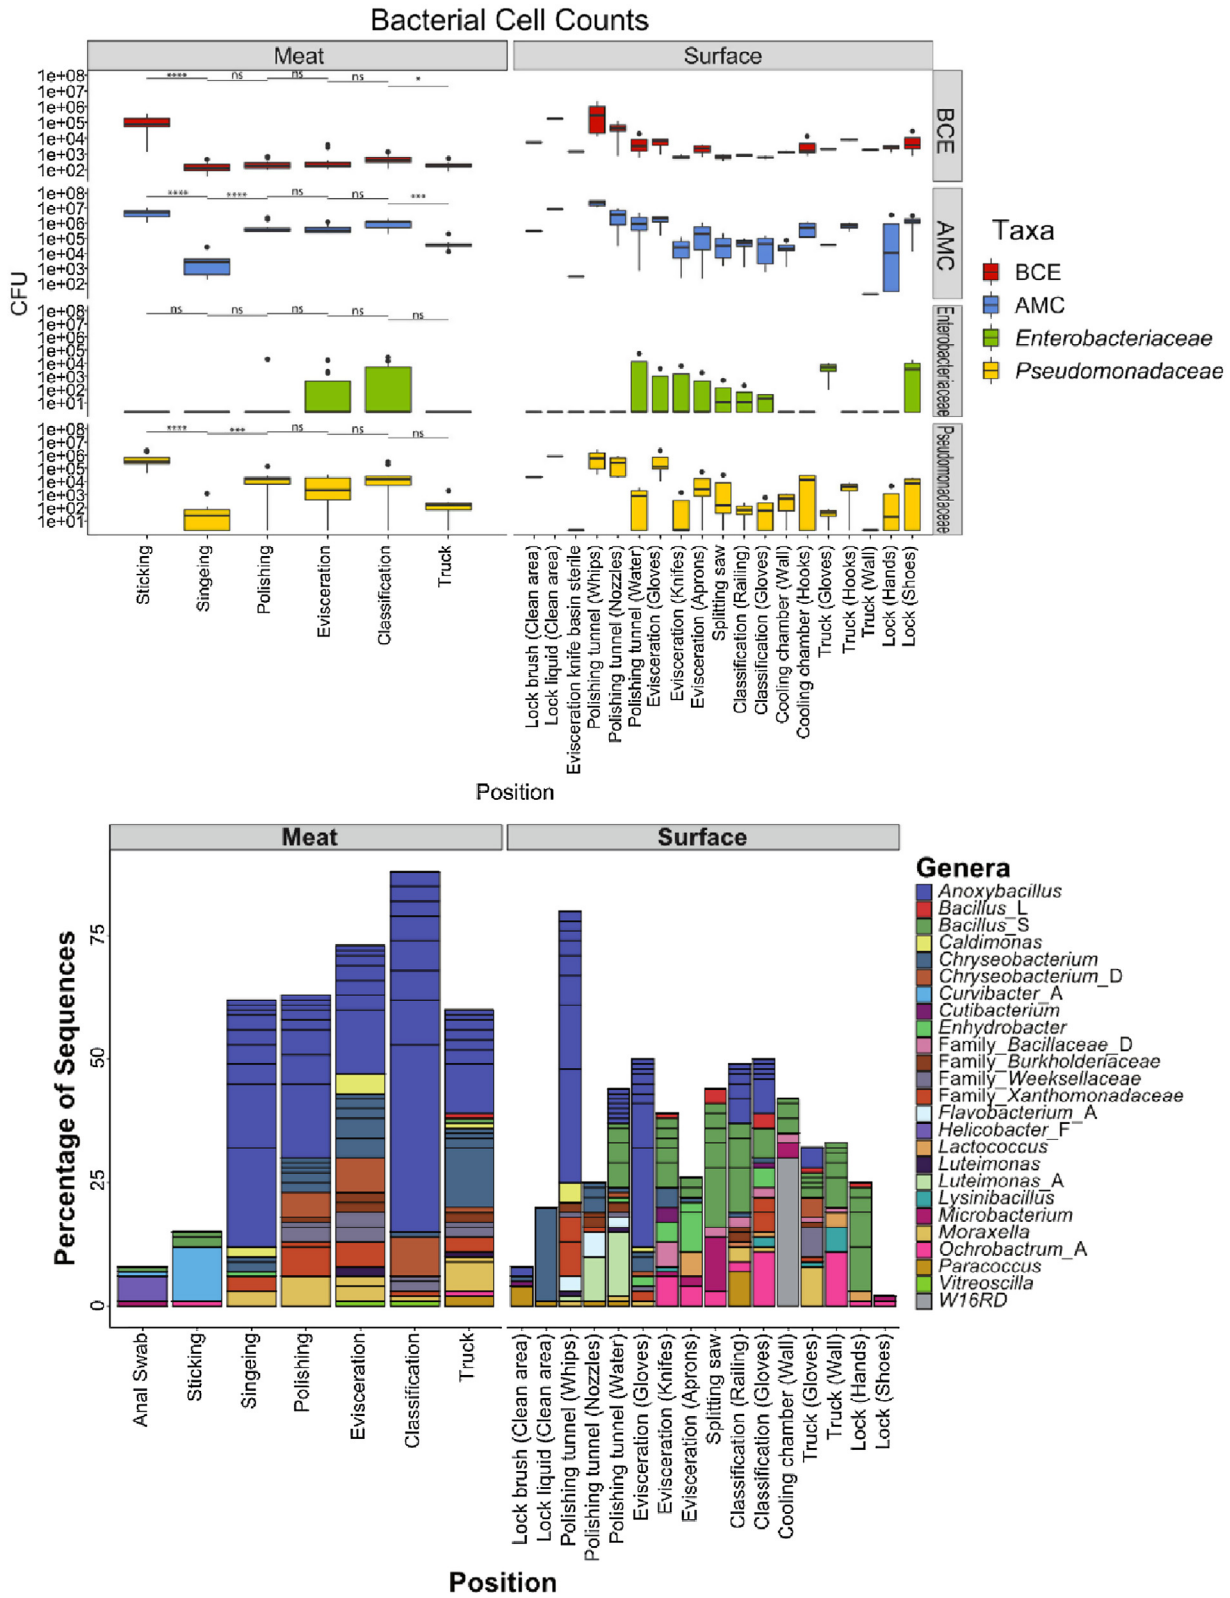 Bacterial Cell Counts
Meat
Surface
CFU
1e+08
1e+07
1e+06
1e+05
1e+04
1e+03
1e+02
**** ns ns ns *
BCE
1e+08
1e+07
1e+06
1e+05
1e+04
1e+03
1e+02
**** **** ns ns ***
AMC
1e+08
1e+07
1e+06
1e+05
1e+04
1e+03
1e+02
1e+01
ns ns ns ns ns
Enterobacteriaceae
1e+08
1e+07
1e+06
1e+05
1e+04
1e+03
1e+02
1e+01
**** *** ns ns ns
Pseudomonadaceae
Taxa
BCE
AMC
Enterobacteriaceae
Pseudomonadaceae
Sticking
Singeing
Polishing
Evisceration
Classification
Truck
Lock brush (Clean area)
Lock liquid (Clean area)
Evisceration knife basin sterile
Polishing tunnel (Whips)
Polishing tunnel (Nozzles)
Polishing tunnel (Water)
Evisceration (Gloves)
Evisceration (Knifes)
Evisceration (Aprons)
Splitting saw
Classification (Railing)
Classification (Gloves)
Cooling chamber (Wall)
Cooling chamber (Hooks)
Truck (Gloves)
Truck (Hooks)
Truck (Wall)
Lock (Hands)
Lock (Shoes)
Position
Meat
Surface
Percentage of Sequences
75
50
25
0
Genera
Anoxybacillus
Bacillus_L
Bacillus_S
Caldimonas
Chryseobacterium
Chryseobacterium_D
Curvibacter_A
Cutibacterium
Enhydrobacter
Family_Bacillaceae_D
Family_Burkholderiaceae
Family_Weeksellaceae
Family_Xanthomonadaceae
Flavobacterium_A
Helicobacter_F
Lactococcus
Luteimonas
Luteimonas_A
Lysinibacillus
Microbacterium
Moraxella
Ochrobactrum_A
Paracoccus
Vitreoscilla
W16RD
Anal Swab
Sticking
Singeing
Polishing
Evisceration
Classification
Truck
Lock brush (Clean area)
Lock liquid (Clean area)
Polishing tunnel (Whips)
Polishing tunnel (Nozzles)
Polishing tunnel (Water)
Evisceration (Gloves)
Evisceration (Knifes)
Evisceration (Aprons)
Splitting saw
Classification (Railing)
Classification (Gloves)
Cooling chamber (Wall)
Truck (Gloves)
Truck (Wall)
Lock (Hands)
Lock (Shoes)
Position